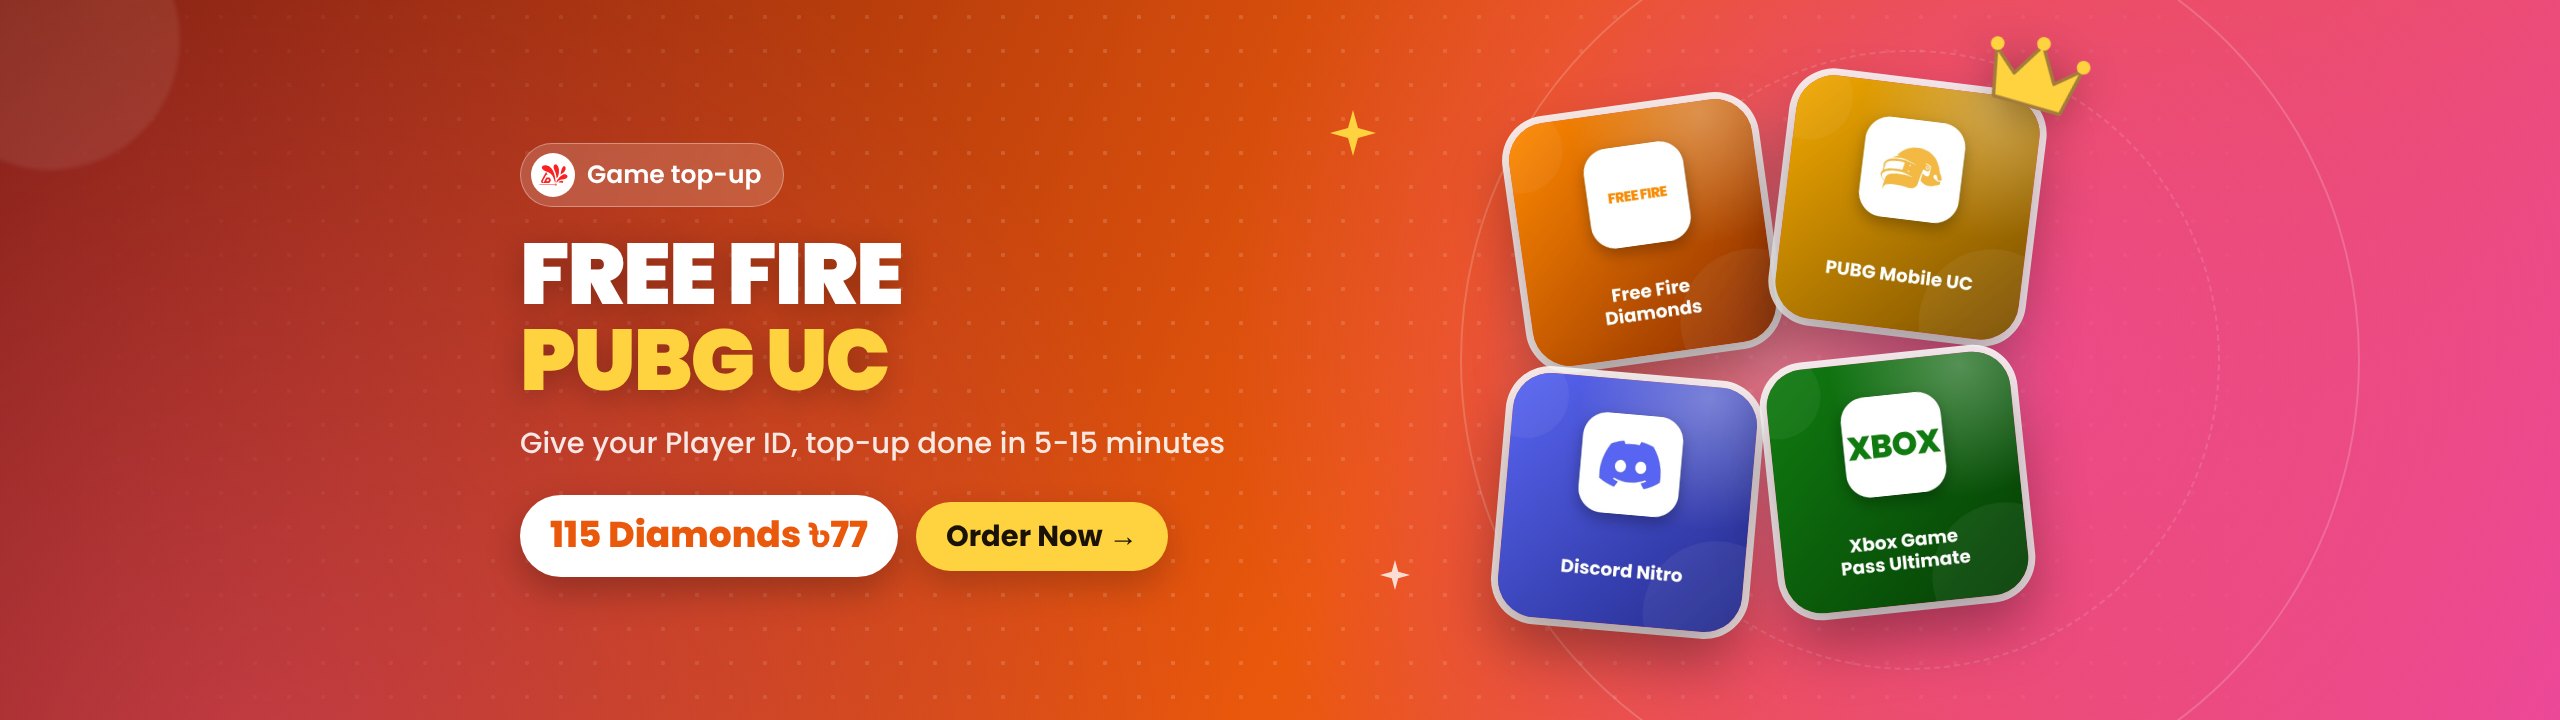 Game top-up
FREE FIRE
PUBG UC
Give your Player ID, top-up done in 5-15 minutes
115 Diamonds ৳77
Order Now →
FREE FIRE
Free Fire
Diamonds
PUBG Mobile UC
Discord Nitro
XBOX
Xbox Game
Pass Ultimate